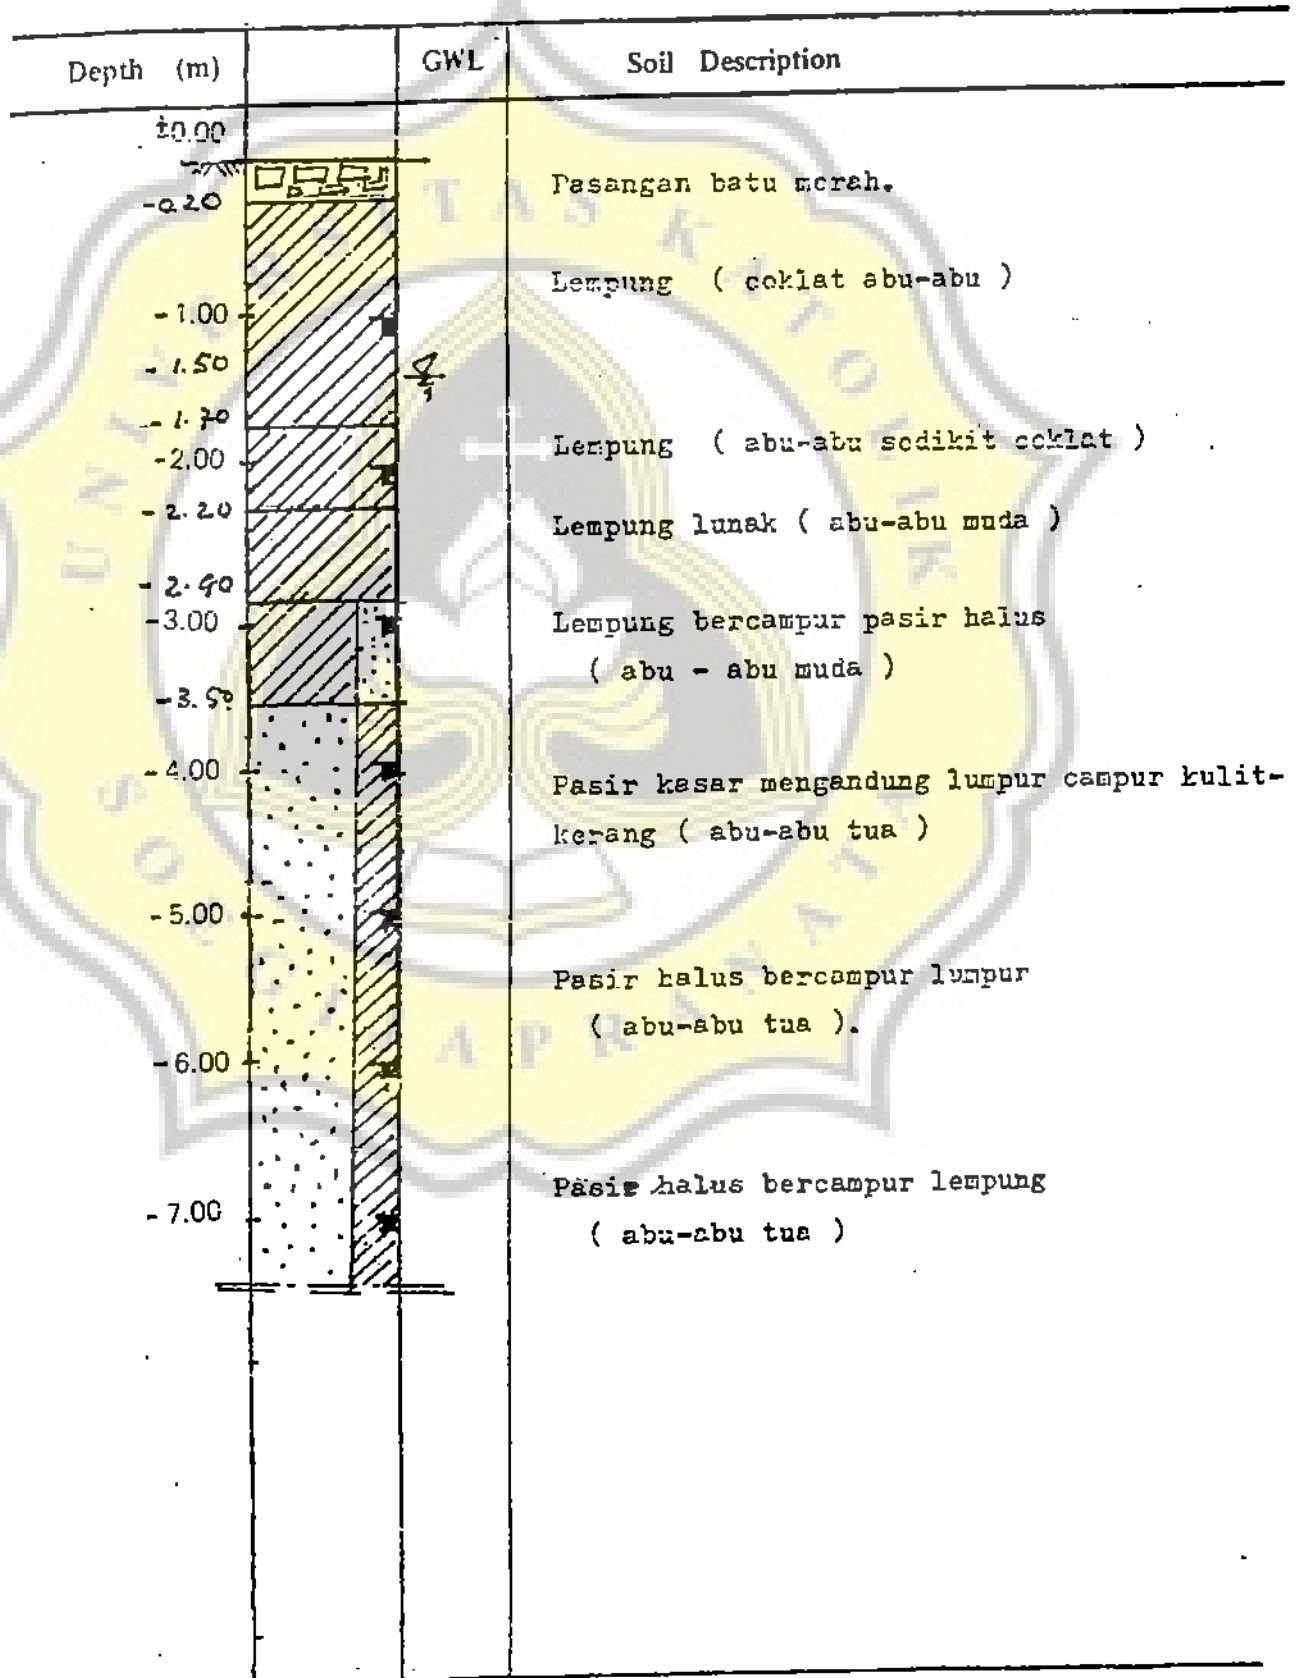 Depth (m) GWL Soil Description
±0.00
Pasangan batu merah.
-0.20
Lempung ( coklat abu-abu )
-1.00
-1.50
-1.70
Lempung ( abu-abu sedikit coklat )
-2.00
-2.20
Lempung lunak ( abu-abu muda )
-2.90
-3.00
Lempung bercampur pasir halus
( abu - abu muda )
-3.50
-4.00
Pasir kasar mengandung lumpur campur kulit-
kerang ( abu-abu tua )
-5.00
Pasir halus bercampur lumpur
( abu-abu tua ).
-6.00
Pasir halus bercampur lempung
-7.00
( abu-abu tua )
UNIVERSITAS KATOLIK
SOEGIJAPRANATA